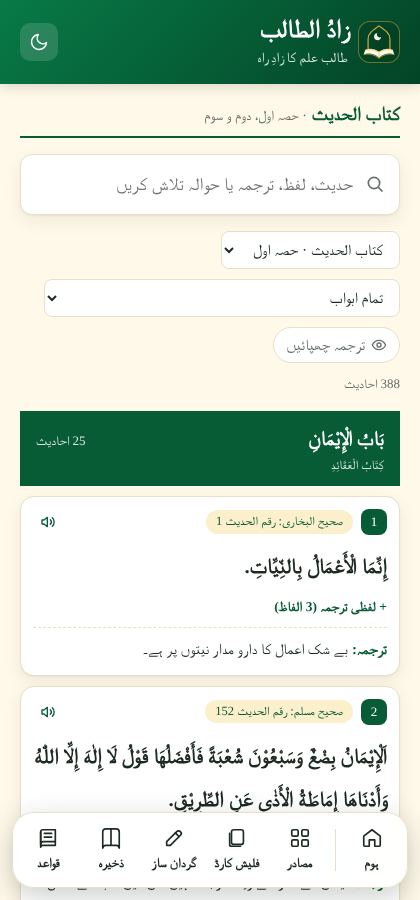 زادُ الطالب
طالب علم کا زادِ راہ
کتاب الحدیث · حصہ اول، دوم و سوم
حدیث، لفظ، ترجمہ یا حوالہ تلاش کریں
کتاب الحدیث · حصہ اول
تمام ابواب
ترجمہ چھپائیں
388 احادیث
بَابُ الْإِيْمَانِ
25 احادیث
كِتَابُ الْعَقَائِدِ
1
صحیح البخاری: رقم الحدیث 1
إِنَّمَا الْأَعْمَالُ بِالنِّيَّاتِ.
+ لفظی ترجمہ (3 الفاظ)
ترجمہ: بے شک اعمال کا دارو مدار نیتوں پر ہے۔
2
صحیح مسلم: رقم الحدیث 152
اَلْإِيْمَانُ بِضْعٌ وَسَبْعُوْنَ شُعْبَةً فَأَفْضَلُهَا قَوْلُ لَا إِلٰهَ إِلَّا اللّٰهُ
وَأَدْنَاهَا إِمَاطَةُ الْأَذٰى عَنِ الطَّرِيْقِ.
ہوم
مصادر
فلیش کارڈ
گردان ساز
ذخیرہ
قواعد